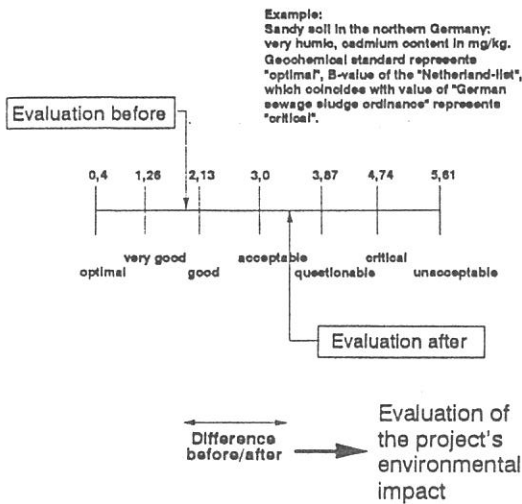 Example:
Sandy soil in the northern Germany:
very humic, cadmium content in mg/kg.
Geochemical standard represents
"optimal", B-value of the "Netherland-list",
which coincides with value of "German
sewage sludge ordinance" represents
"critical".
Evaluation before
0,4 1,26 2,13 3,0 3,87 4,74 5,61
very good acceptable critical
optimal good questionable unacceptable
Evaluation after
Difference
before/after
Evaluation of
the project's
environmental
impact